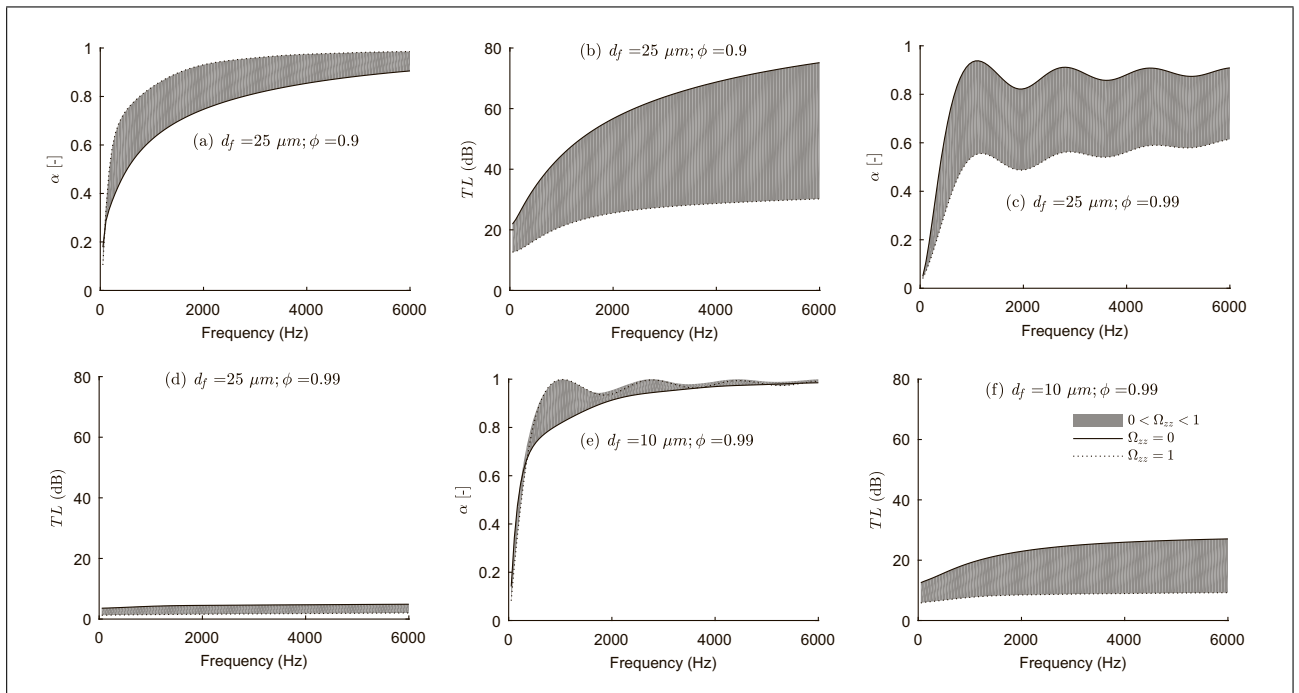 1
0.8
0.6
0.4
0.2
0
α [-]
(a) d_f =25 μm; ϕ =0.9
0 2000 4000 6000
Frequency (Hz)
80
60
40
20
0
TL (dB)
(b) d_f =25 μm; ϕ =0.9
0 2000 4000 6000
Frequency (Hz)
1
0.8
0.6
0.4
0.2
0
α [-]
(c) d_f =25 μm; ϕ =0.99
0 2000 4000 6000
Frequency (Hz)
80
60
40
20
0
TL (dB)
(d) d_f =25 μm; ϕ =0.99
0 2000 4000 6000
Frequency (Hz)
1
0.8
0.6
0.4
0.2
0
α [-]
(e) d_f =10 μm; ϕ =0.99
0 2000 4000 6000
Frequency (Hz)
80
60
40
20
0
TL (dB)
(f) d_f =10 μm; ϕ =0.99
0 < Ω_zz < 1
Ω_zz = 0
Ω_zz = 1
0 2000 4000 6000
Frequency (Hz)